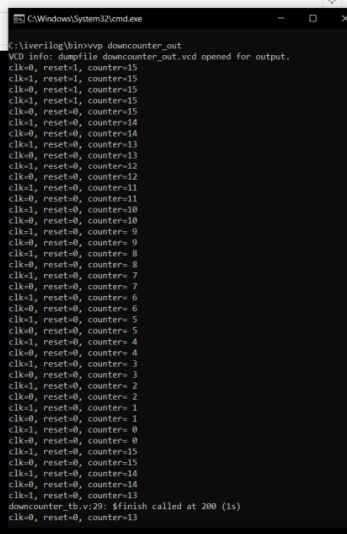 C:\Windows\System32\cmd.exe
C:\iverilog\bin>vvp downcounter_out
VCD info: dumpfile downcounter_out.vcd opened for output.
clk=0, reset=1, counter=15
clk=1, reset=1, counter=15
clk=0, reset=1, counter=15
clk=1, reset=1, counter=15
clk=0, reset=0, counter=15
clk=1, reset=0, counter=14
clk=0, reset=0, counter=14
clk=1, reset=0, counter=13
clk=0, reset=0, counter=13
clk=1, reset=0, counter=12
clk=0, reset=0, counter=12
clk=1, reset=0, counter=11
clk=0, reset=0, counter=11
clk=1, reset=0, counter=10
clk=0, reset=0, counter=10
clk=1, reset=0, counter= 9
clk=0, reset=0, counter= 9
clk=1, reset=0, counter= 8
clk=0, reset=0, counter= 8
clk=1, reset=0, counter= 7
clk=0, reset=0, counter= 7
clk=1, reset=0, counter= 6
clk=0, reset=0, counter= 6
clk=1, reset=0, counter= 5
clk=0, reset=0, counter= 5
clk=1, reset=0, counter= 4
clk=0, reset=0, counter= 4
clk=1, reset=0, counter= 3
clk=0, reset=0, counter= 3
clk=1, reset=0, counter= 2
clk=0, reset=0, counter= 2
clk=1, reset=0, counter= 1
clk=0, reset=0, counter= 1
clk=1, reset=0, counter= 0
clk=0, reset=0, counter= 0
clk=1, reset=0, counter=15
clk=0, reset=0, counter=15
clk=1, reset=0, counter=14
clk=0, reset=0, counter=14
clk=1, reset=0, counter=13
downcounter_tb.v:29: $finish called at 200 (1s)
clk=0, reset=0, counter=13